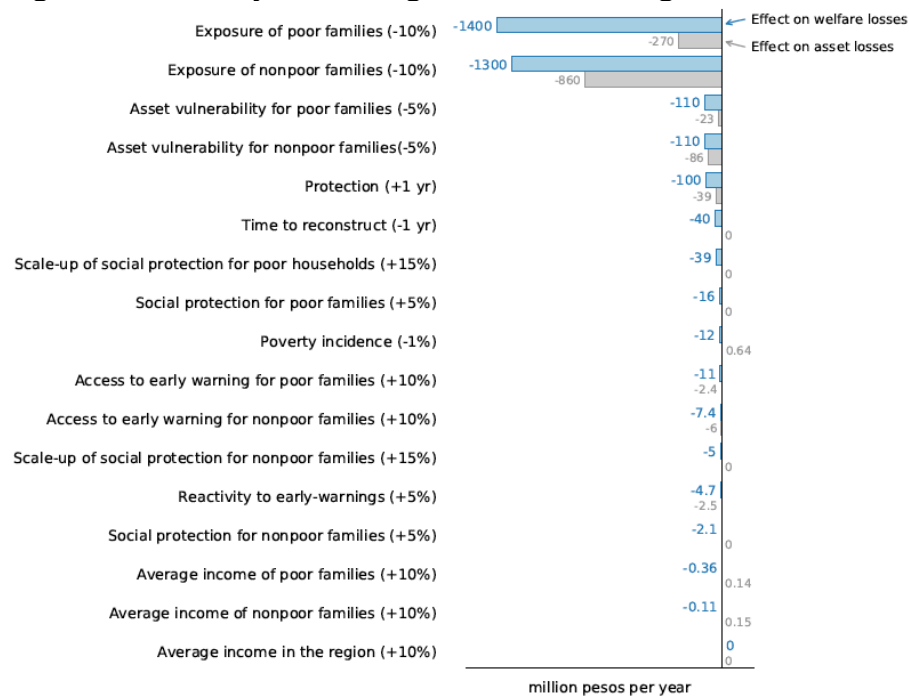 Exposure of poor families (-10%) -1400 Effect on welfare losses
-270 Effect on asset losses
Exposure of nonpoor families (-10%) -1300
-860
Asset vulnerability for poor families (-5%) -110
-23
Asset vulnerability for nonpoor families(-5%) -110
-86
Protection (+1 yr) -100
-39
Time to reconstruct (-1 yr) -40
0
Scale-up of social protection for poor households (+15%) -39
0
Social protection for poor families (+5%) -16
0
Poverty incidence (-1%) -12
0.64
Access to early warning for poor families (+10%) -11
-2.4
Access to early warning for nonpoor families (+10%) -7.4
-6
Scale-up of social protection for nonpoor families (+15%) -5
0
Reactivity to early-warnings (+5%) -4.7
-2.5
Social protection for nonpoor families (+5%) -2.1
0
Average income of poor families (+10%) -0.36
0.14
Average income of nonpoor families (+10%) -0.11
0.15
Average income in the region (+10%) 0
0
million pesos per year